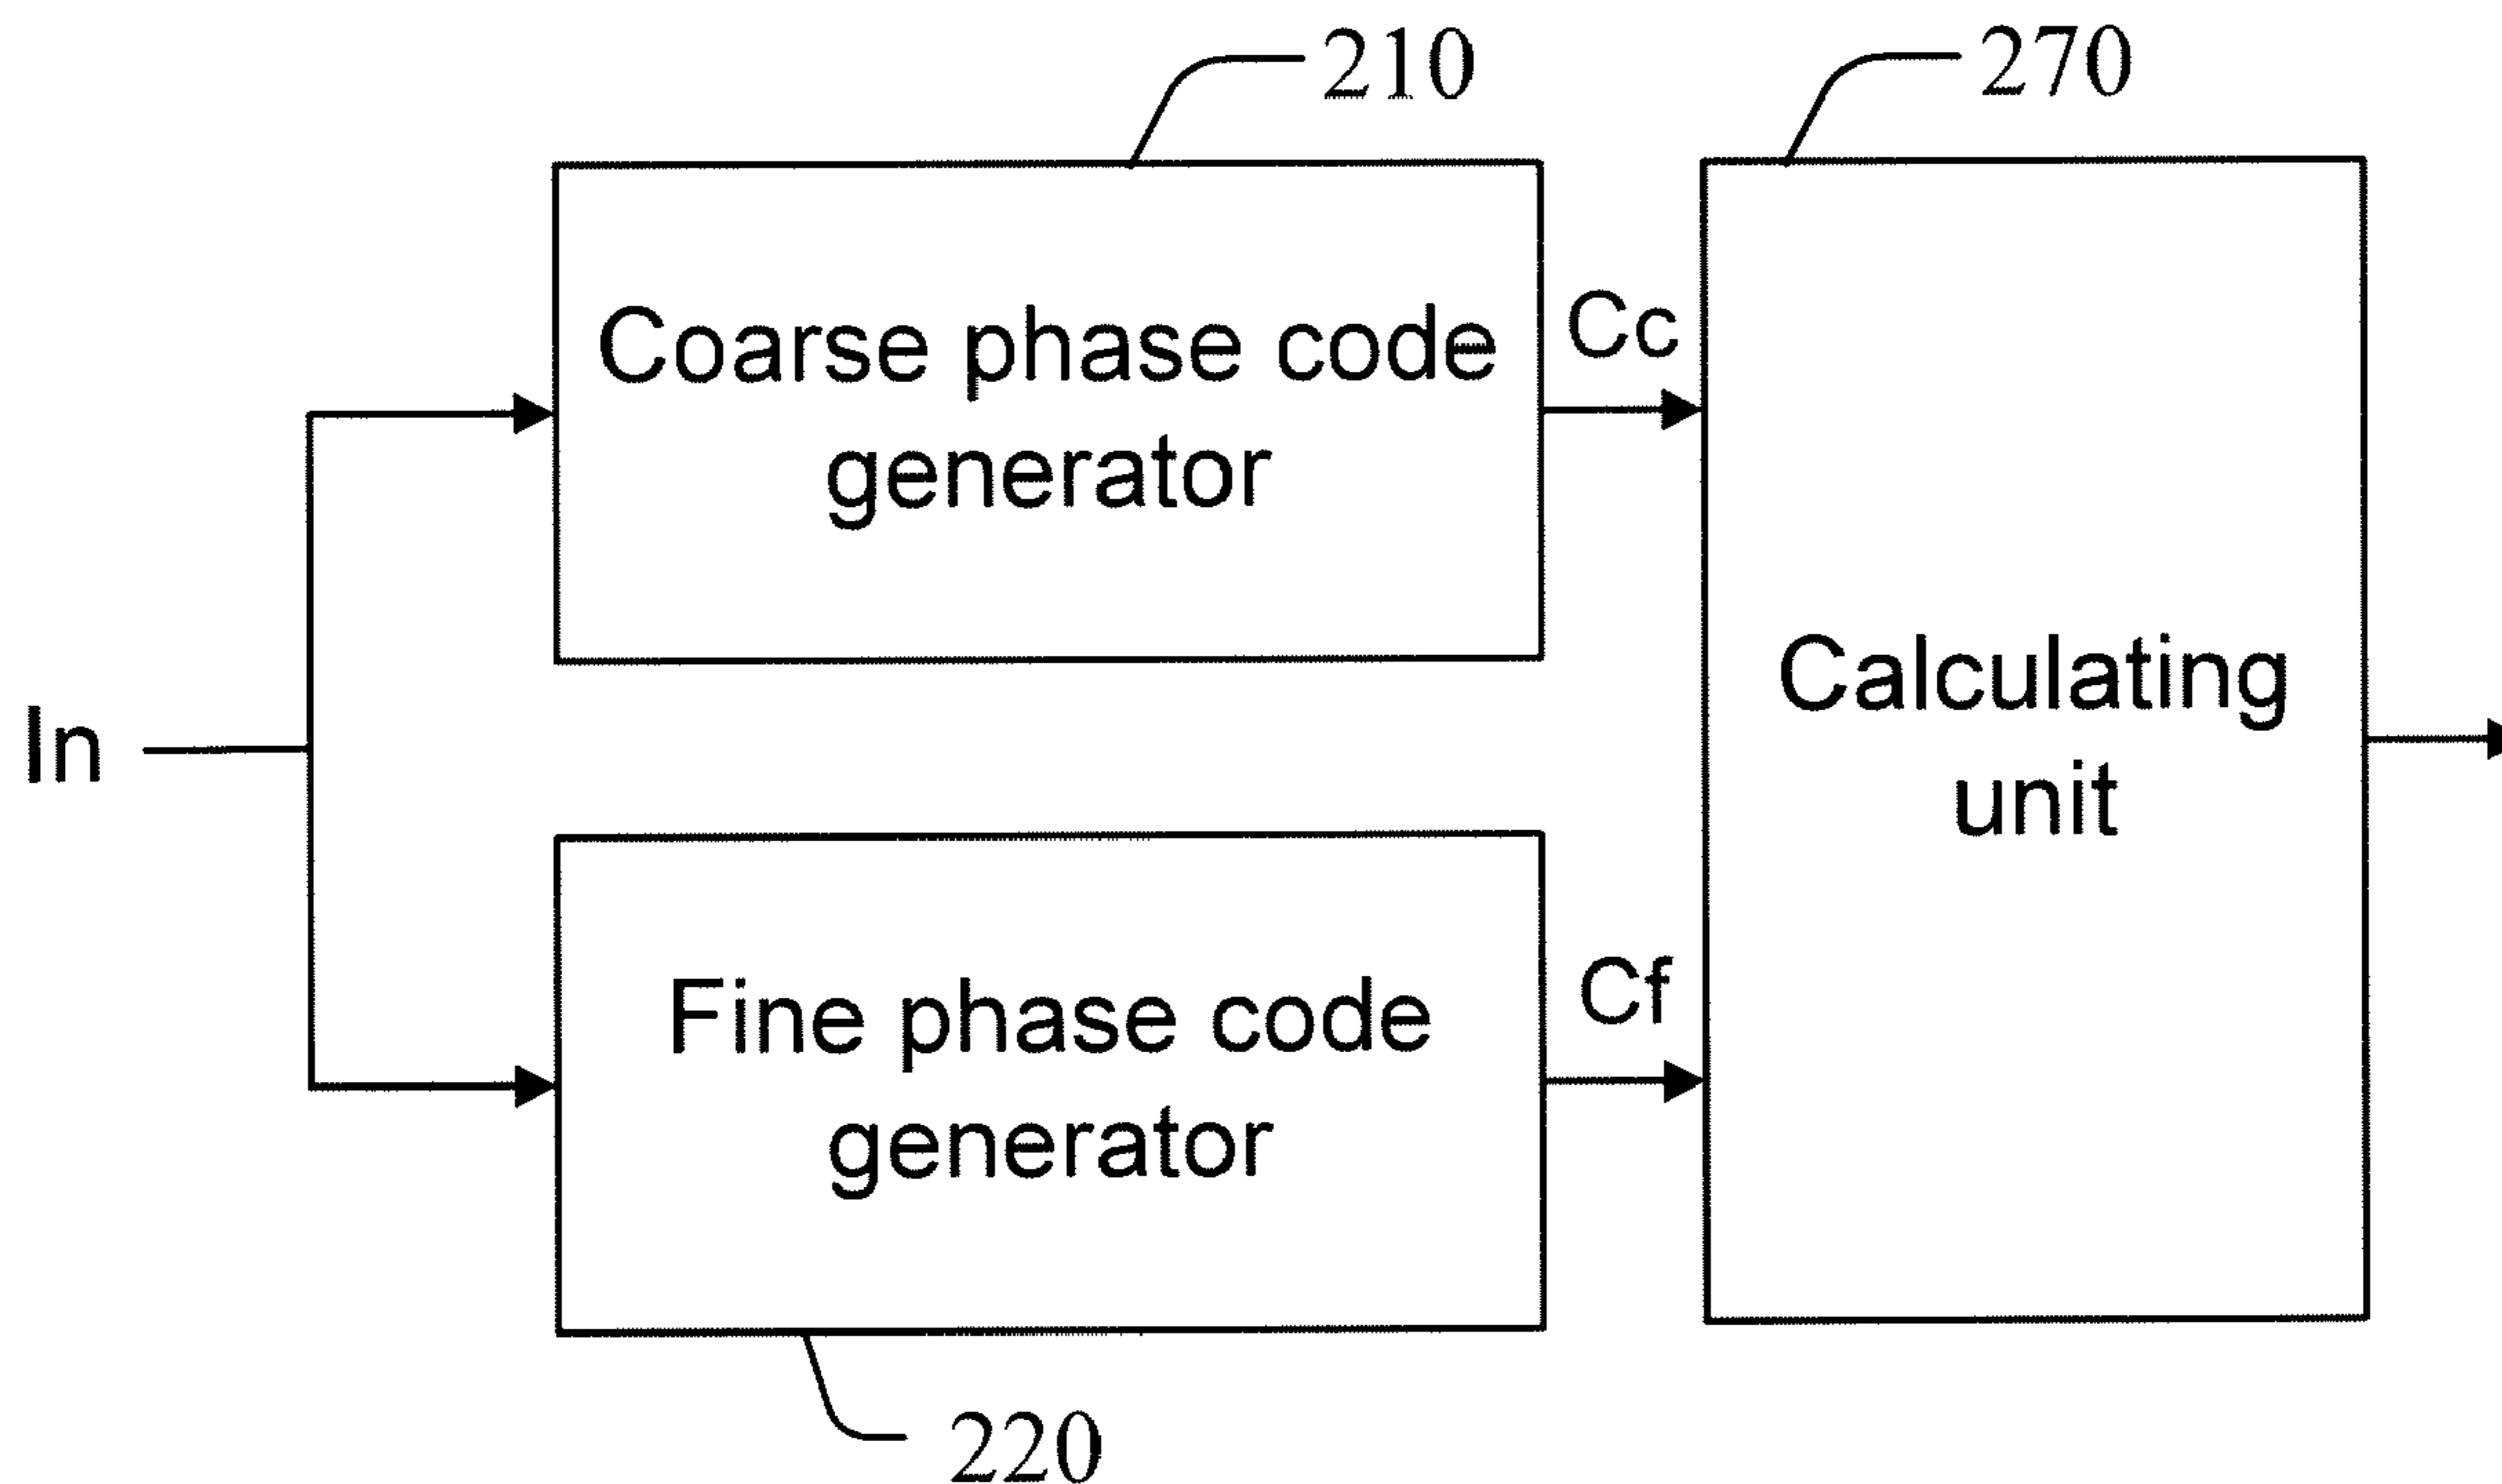 210
270
Coarse phase code
generator
Cc
Calculating
unit
In
Fine phase code
generator
Cf
220